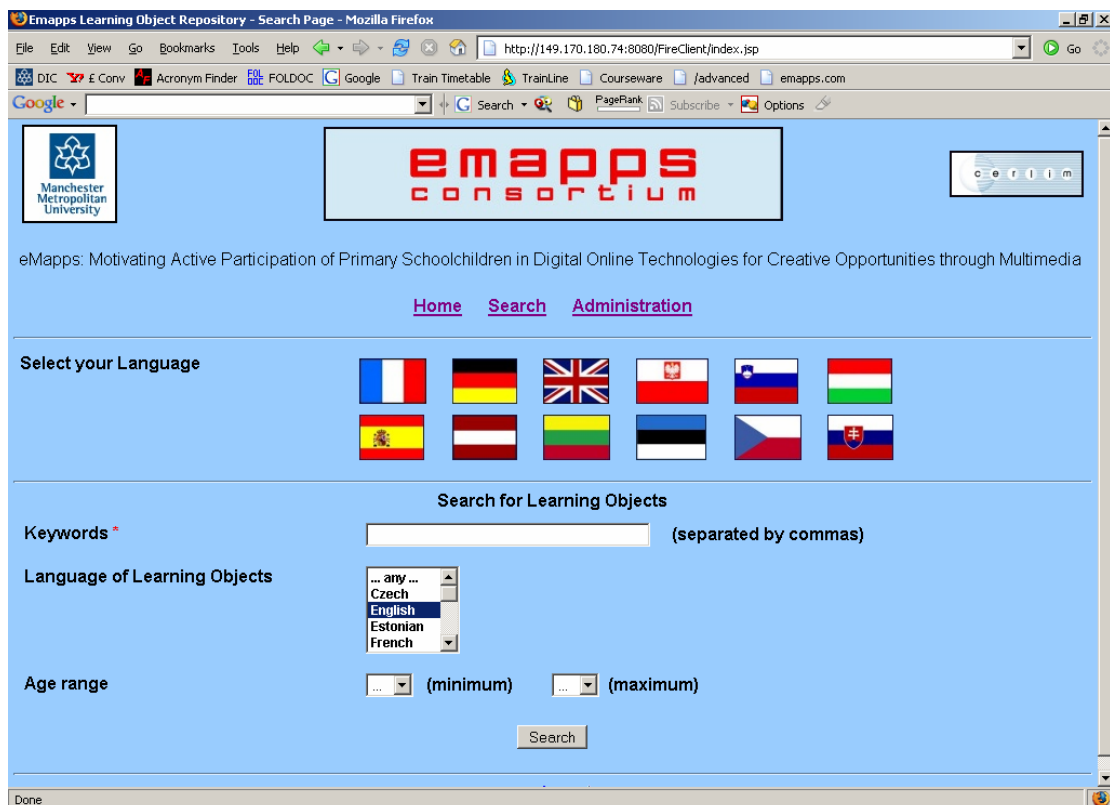 Emapps Learning Object Repository - Search Page - Mozilla Firefox
File Edit View Go Bookmarks Tools Help http://149.170.180.74:8080/FireClient/index.jsp Go
DIC £ Conv Acronym Finder FOLDOC Google Train Timetable TrainLine Courseware /advanced emapps.com
Google Search PageRank Subscribe Options
Manchester
Metropolitan
University
emapps
consortium
cerlim
eMapps: Motivating Active Participation of Primary Schoolchildren in Digital Online Technologies for Creative Opportunities through Multimedia
Home Search Administration
Select your Language
Search for Learning Objects
Keywords * (separated by commas)
Language of Learning Objects
... any ...
Czech
English
Estonian
French
Age range ... (minimum) ... (maximum)
Search
Done